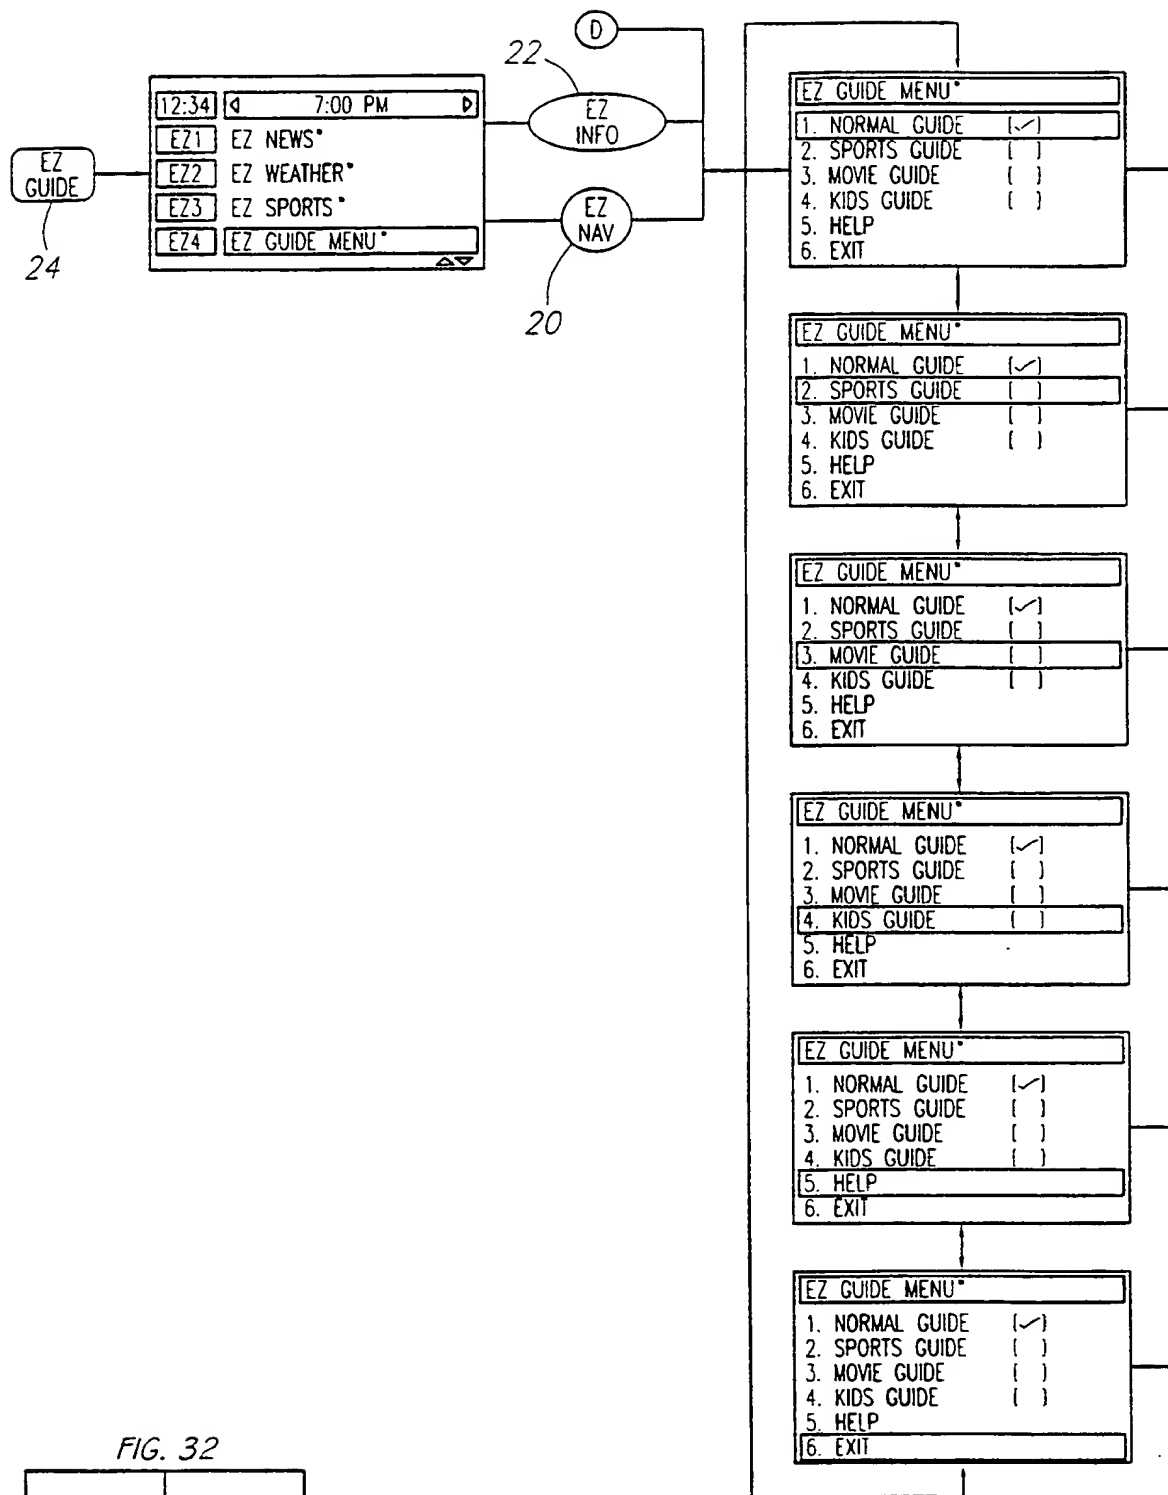 D
22
EZ
INFO
12:34 7:00 PM
EZ1 EZ NEWS•
EZ2 EZ WEATHER•
EZ3 EZ SPORTS•
EZ4 EZ GUIDE MENU•
EZ
GUIDE
24
EZ
NAV
20
EZ GUIDE MENU•
1. NORMAL GUIDE [✓]
2. SPORTS GUIDE [ ]
3. MOVIE GUIDE [ ]
4. KIDS GUIDE [ ]
5. HELP
6. EXIT
EZ GUIDE MENU•
1. NORMAL GUIDE [✓]
2. SPORTS GUIDE [ ]
3. MOVIE GUIDE [ ]
4. KIDS GUIDE [ ]
5. HELP
6. EXIT
EZ GUIDE MENU•
1. NORMAL GUIDE [✓]
2. SPORTS GUIDE [ ]
3. MOVIE GUIDE [ ]
4. KIDS GUIDE [ ]
5. HELP
6. EXIT
EZ GUIDE MENU•
1. NORMAL GUIDE [✓]
2. SPORTS GUIDE [ ]
3. MOVIE GUIDE [ ]
4. KIDS GUIDE [ ]
5. HELP
6. EXIT
EZ GUIDE MENU•
1. NORMAL GUIDE [✓]
2. SPORTS GUIDE [ ]
3. MOVIE GUIDE [ ]
4. KIDS GUIDE [ ]
5. HELP
6. EXIT
EZ GUIDE MENU•
1. NORMAL GUIDE [✓]
2. SPORTS GUIDE [ ]
3. MOVIE GUIDE [ ]
4. KIDS GUIDE [ ]
5. HELP
6. EXIT
FIG. 32